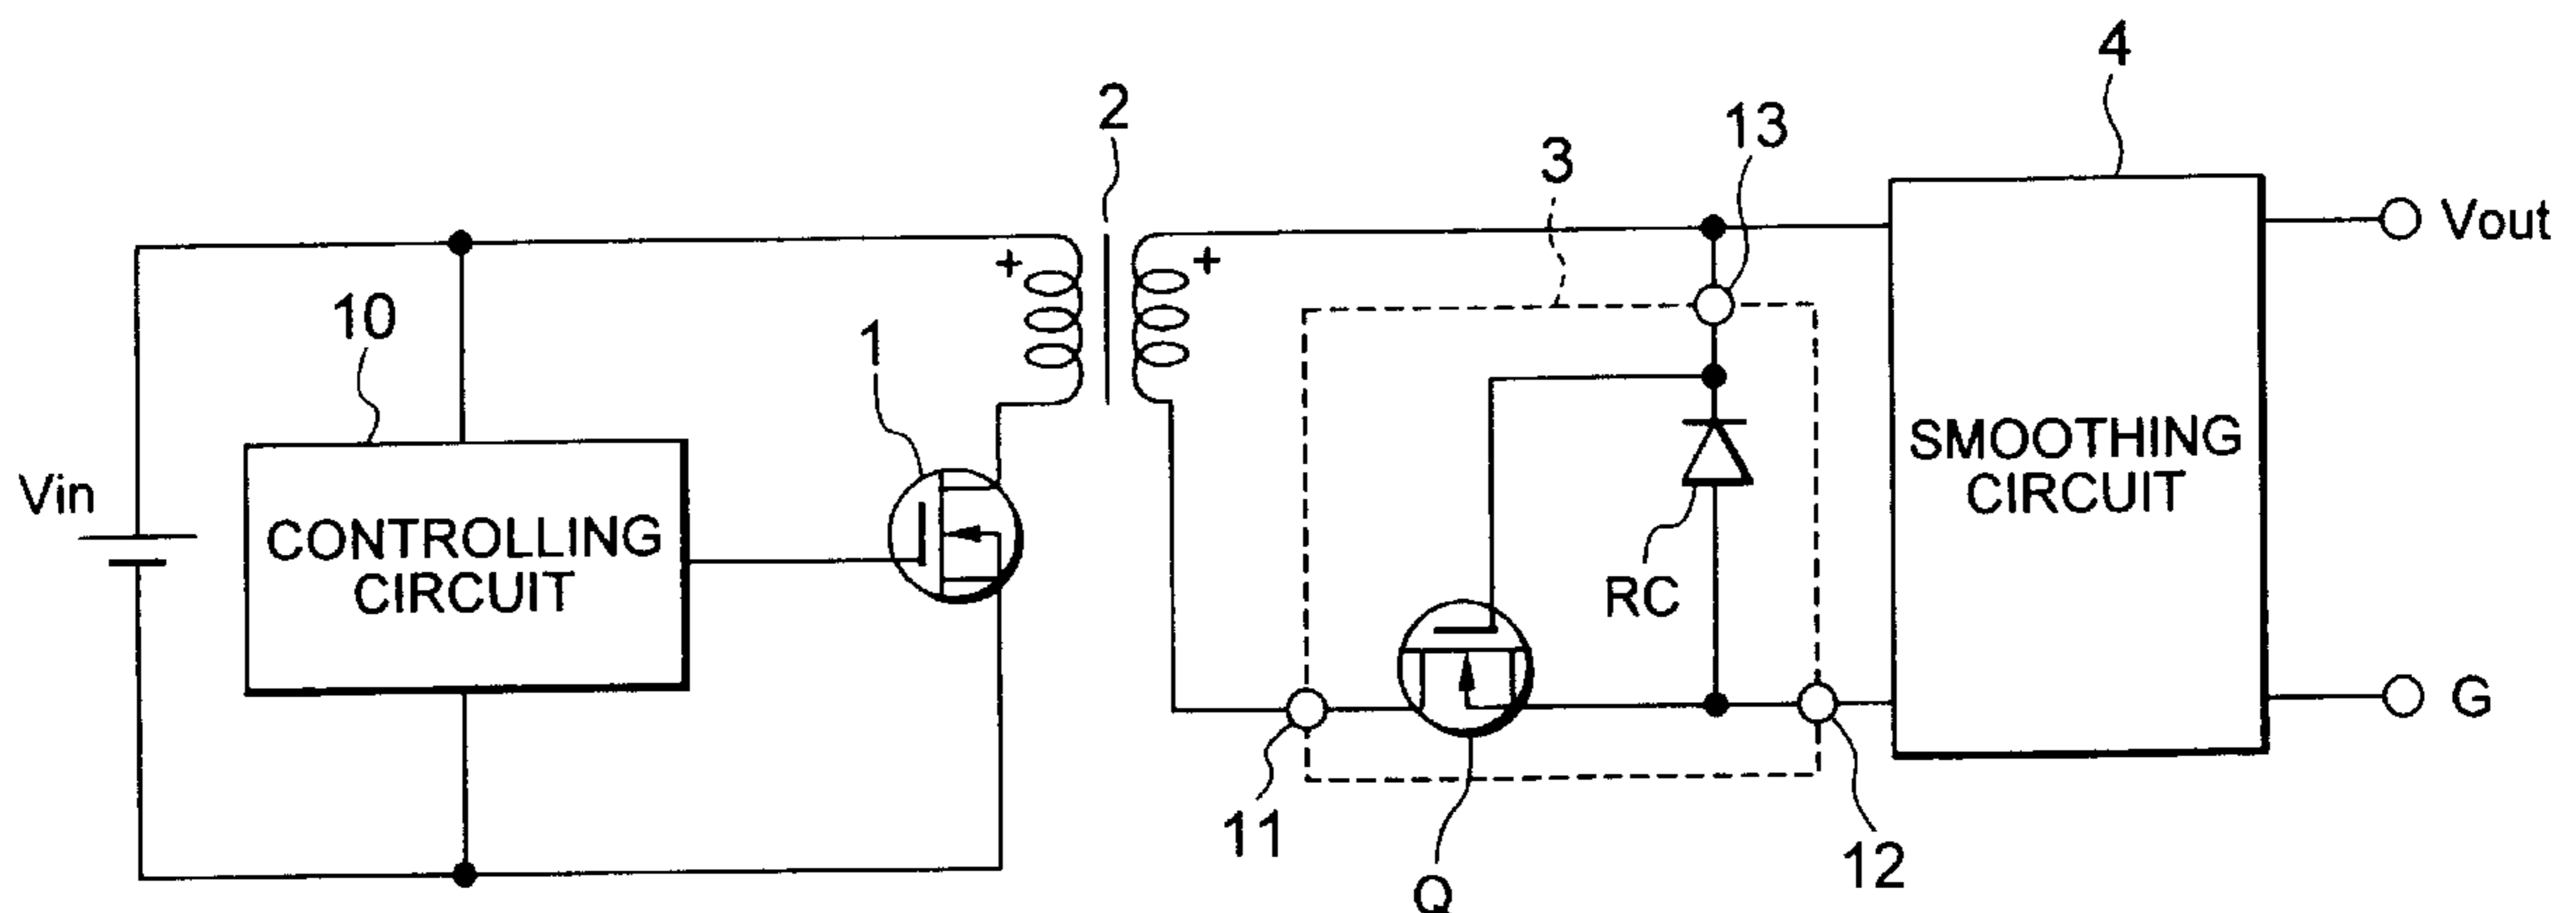 4
2
13
3
Vout
+
+
10
1
SMOOTHING
CIRCUIT
Vin
CONTROLLING
CIRCUIT
RC
G
11
12
Q